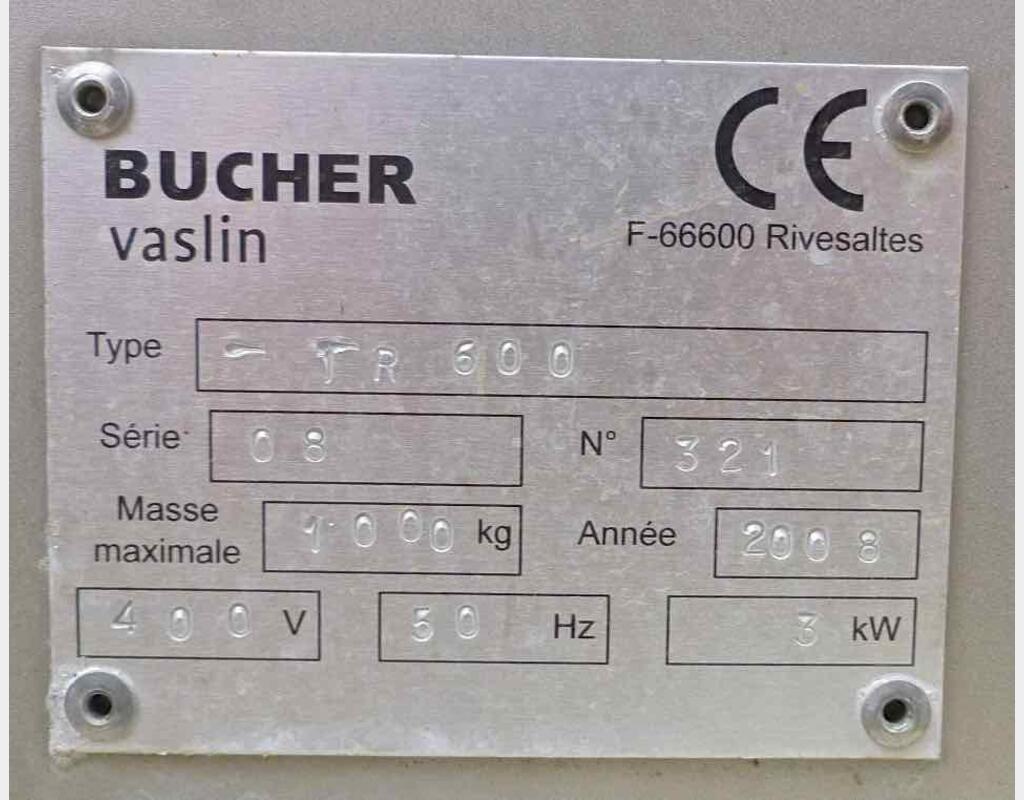 BUCHER
vaslin
CE
F-66600 Rivesaltes
Type - TR 600
Série 08 N° 321
Masse maximale 1000 kg Année 2008
400 V 50 Hz 3 kW